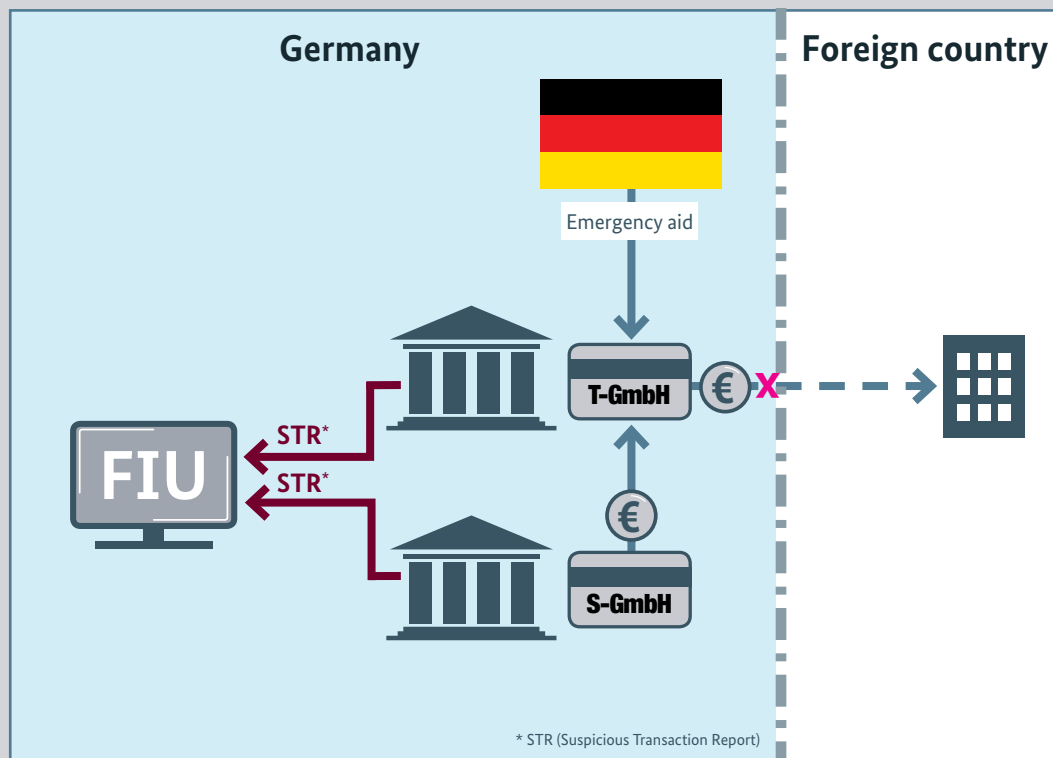 Germany
Foreign country
Emergency aid
T-GmbH
€
X
STR*
FIU
STR*
€
S-GmbH
* STR (Suspicious Transaction Report)